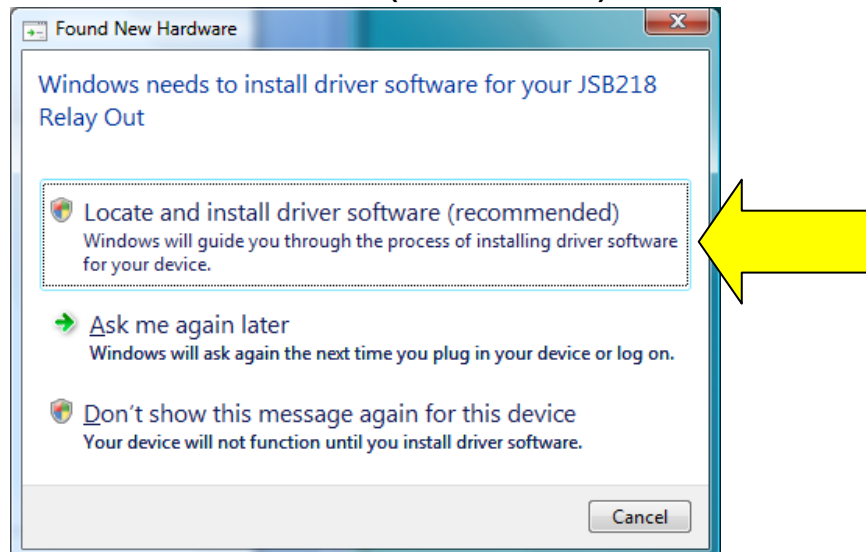 Found New Hardware
Windows needs to install driver software for your JSB218
Relay Out
Locate and install driver software (recommended)
Windows will guide you through the process of installing driver software
for your device.
Ask me again later
Windows will ask again the next time you plug in your device or log on.
Don't show this message again for this device
Your device will not function until you install driver software.
Cancel